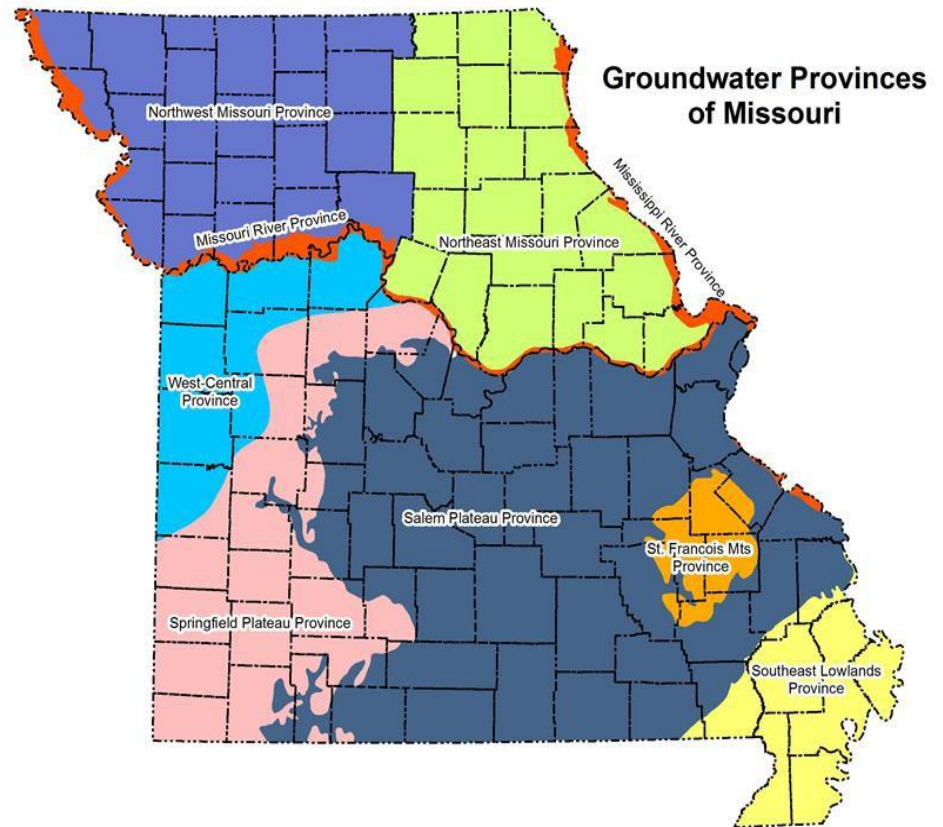 Groundwater Provinces
of Missouri
Northwest Missouri Province
Mississippi River Province
Missouri River Province
Northeast Missouri Province
West-Central
Province
Salem Plateau Province
St. Francois Mts
Province
Springfield Plateau Province
Southeast Lowlands
Province